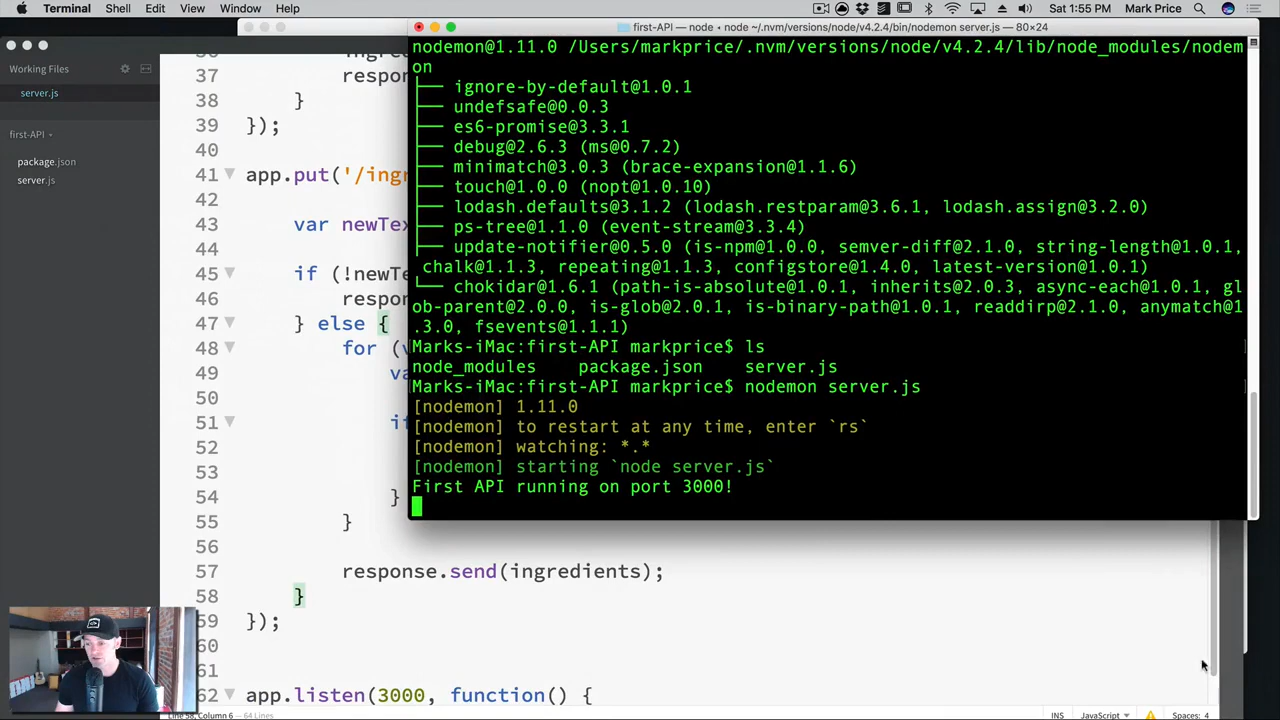 Terminal Shell Edit View Window Help Sat 1:55 PM Mark Price
first-API — node • node ~/.nvm/versions/node/v4.2.4/bin/nodemon server.js — 80×24
Working Files
server.js
first-API
package.json
server.js
nodemon@1.11.0 /Users/markprice/.nvm/versions/node/v4.2.4/lib/node_modules/nodem
on
├── ignore-by-default@1.0.1
├── undefsafe@0.0.3
├── es6-promise@3.3.1
├── debug@2.6.3 (ms@0.7.2)
├── minimatch@3.0.3 (brace-expansion@1.1.6)
├── touch@1.0.0 (nopt@1.0.10)
├── lodash.defaults@3.1.2 (lodash.restparam@3.6.1, lodash.assign@3.2.0)
├── ps-tree@1.1.0 (event-stream@3.3.4)
├── update-notifier@0.5.0 (is-npm@1.0.0, semver-diff@2.1.0, string-length@1.0.1,
chalk@1.1.3, repeating@1.1.3, configstore@1.4.0, latest-version@1.0.1)
└── chokidar@1.6.1 (path-is-absolute@1.0.1, inherits@2.0.3, async-each@1.0.1, gl
ob-parent@2.0.0, is-glob@2.0.1, is-binary-path@1.0.1, readdirp@2.1.0, anymatch@1
.3.0, fsevents@1.1.1)
Marks-iMac:first-API markprice$ ls
node_modules package.json server.js
Marks-iMac:first-API markprice$ nodemon server.js
[nodemon] 1.11.0
[nodemon] to restart at any time, enter `rs`
[nodemon] watching: *.*
[nodemon] starting `node server.js`
First API running on port 3000!
37 respo
38 }
39 });
40
41 app.put('/ingr
42
43 var newTex
44
45 if (!newTe
46 respo
47 } else {
48 for (v
49 va
50
51 if
52
53
54 }
55 }
56
57 response.send(ingredients);
58 }
59 });
60
61
62 app.listen(3000, function() {
Line 58, Column 6 — 64 Lines
INS JavaScript Spaces: 4